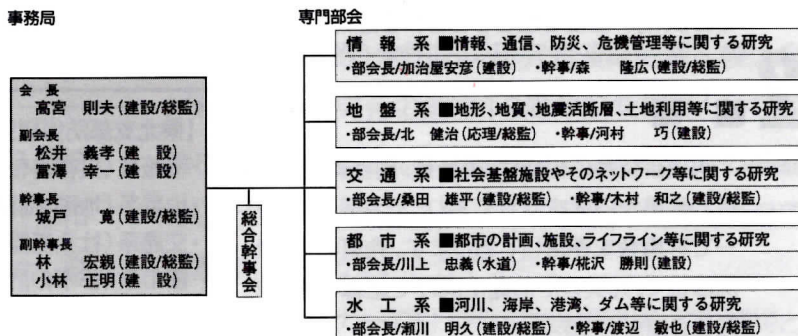 事務局
会 長
高宮 則夫(建設/総監)
副会長
松井 義孝(建 設)
冨澤 幸一(建 設)
幹事長
城戸 寛(建設/総監)
副幹事長
林 宏親(建設/総監)
小林 正明(建 設)
総合幹事会
専門部会
情 報 系 ■情報、通信、防災、危機管理等に関する研究
・部会長/加治屋安彦(建設) ・幹事/森 隆広(建設/総監)
地 盤 系 ■地形、地質、地震活断層、土地利用等に関する研究
・部会長/北 健治(応理/総監) ・幹事/河村 巧(建設)
交 通 系 ■社会基盤施設やそのネットワーク等に関する研究
・部会長/桑田 雄平(建設/総監) ・幹事/木村 和之(建設/総監)
都 市 系 ■都市の計画、施設、ライフライン等に関する研究
・部会長/川上 忠義(水道) ・幹事/椛沢 勝則(建設)
水 工 系 ■河川、海岸、港湾、ダム等に関する研究
・部会長/瀬川 明久(建設/総監) ・幹事/渡辺 敏也(建設/総監)